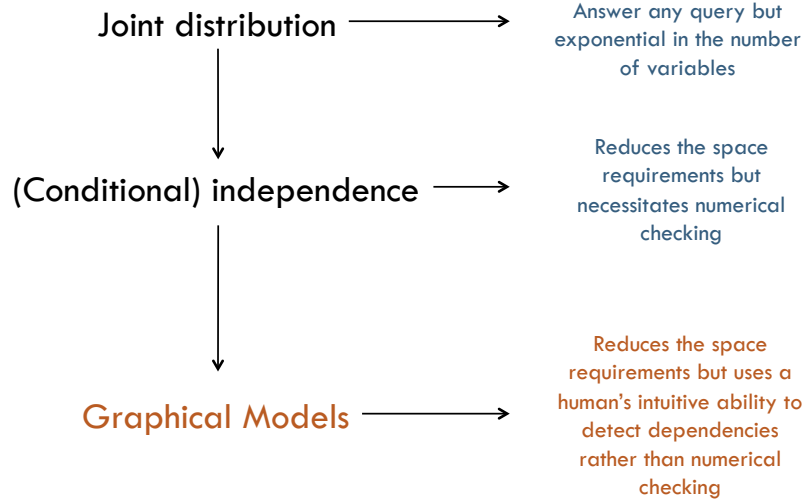 Joint distribution
Answer any query but
exponential in the number
of variables
(Conditional) independence
Reduces the space
requirements but
necessitates numerical
checking
Graphical Models
Reduces the space
requirements but uses a
human's intuitive ability to
detect dependencies
rather than numerical
checking